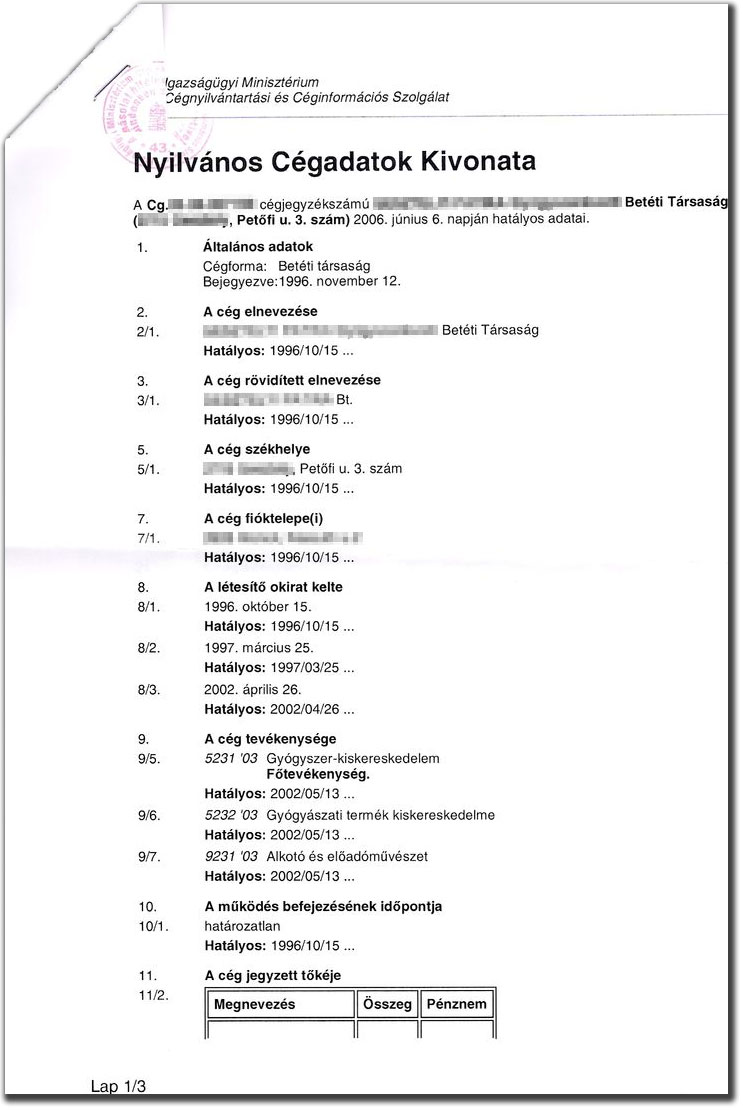 Igazságügyi Minisztérium
Cégnyilvántartási és Céginformációs Szolgálat
43
Nyilvános Cégadatok Kivonata
A Cg. cégjegyzékszámú Betéti Társaság
(, Petőfi u. 3. szám) 2006. június 6. napján hatályos adatai.
1. Általános adatok
Cégforma: Betéti társaság
Bejegyezve:1996. november 12.
2. A cég elnevezése
2/1. Betéti Társaság
Hatályos: 1996/10/15 ...
3. A cég rövidített elnevezése
3/1. Bt.
Hatályos: 1996/10/15 ...
5. A cég székhelye
5/1. , Petőfi u. 3. szám
Hatályos: 1996/10/15 ...
7. A cég fióktelepe(i)
7/1.
Hatályos: 1996/10/15 ...
8. A létesítő okirat kelte
8/1. 1996. október 15.
Hatályos: 1996/10/15 ...
8/2. 1997. március 25.
Hatályos: 1997/03/25 ...
8/3. 2002. április 26.
Hatályos: 2002/04/26 ...
9. A cég tevékenysége
9/5. 5231 '03 Gyógyszer-kiskereskedelem
Főtevékenység.
Hatályos: 2002/05/13 ...
9/6. 5232 '03 Gyógyászati termék kiskereskedelme
Hatályos: 2002/05/13 ...
9/7. 9231 '03 Alkotó és előadóművészet
Hatályos: 2002/05/13 ...
10. A működés befejezésének időpontja
10/1. határozatlan
Hatályos: 1996/10/15 ...
11. A cég jegyzett tőkéje
11/2. Megnevezés Összeg Pénznem
Lap 1/3